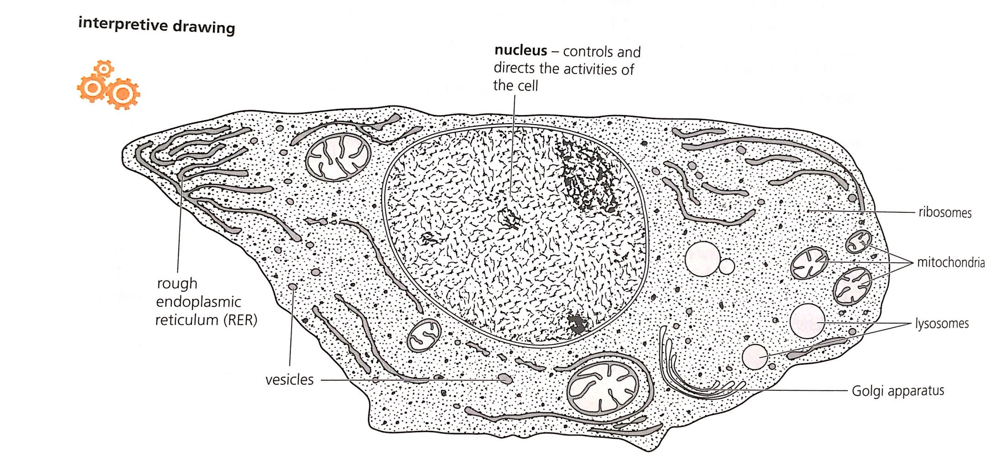 interpretive drawing
nucleus – controls and
directs the activities of
the cell
ribosomes
mitochondria
rough
endoplasmic
reticulum (RER)
lysosomes
vesicles
Golgi apparatus